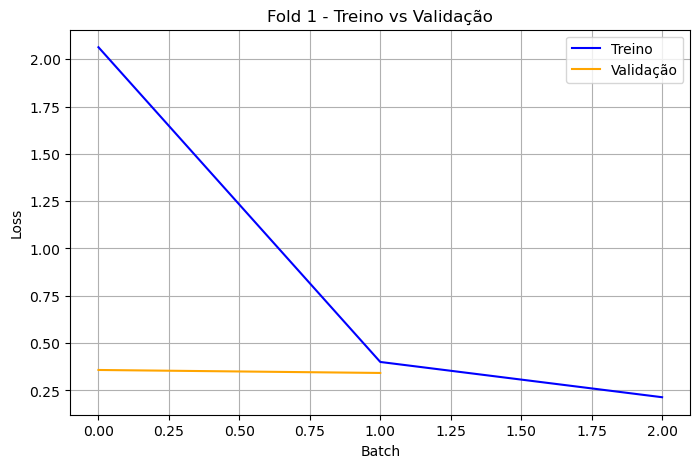 Fold 1 - Treino vs Validação
Treino
Validação
2.00
1.75
1.50
1.25
1.00
0.75
0.50
0.25
Loss
0.00 0.25 0.50 0.75 1.00 1.25 1.50 1.75 2.00
Batch